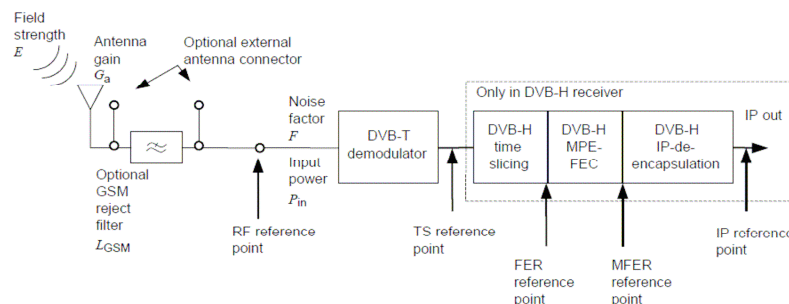 Field
strength
E
Antenna
gain
Ga
Optional external
antenna connector
Optional
GSM
reject
filter
LGSM
Noise
factor
F
Input
power
Pin
RF reference
point
DVB-T
demodulator
TS reference
point
Only in DVB-H receiver
DVB-H
time
slicing
DVB-H
MPE-
FEC
DVB-H
IP-de-
encapsulation
IP out
FER
reference
point
MFER
reference
point
IP reference
point